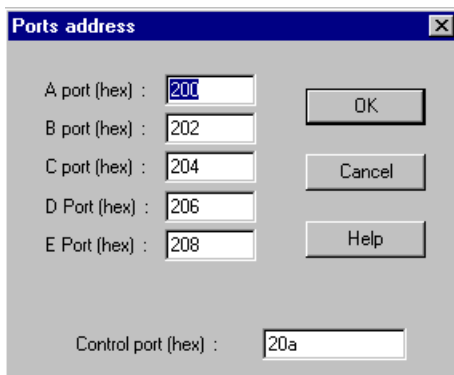 Ports address
A port (hex) : 200
B port (hex) : 202
C port (hex) : 204
D Port (hex) : 206
E Port (hex) : 208
OK
Cancel
Help
Control port (hex) : 20a